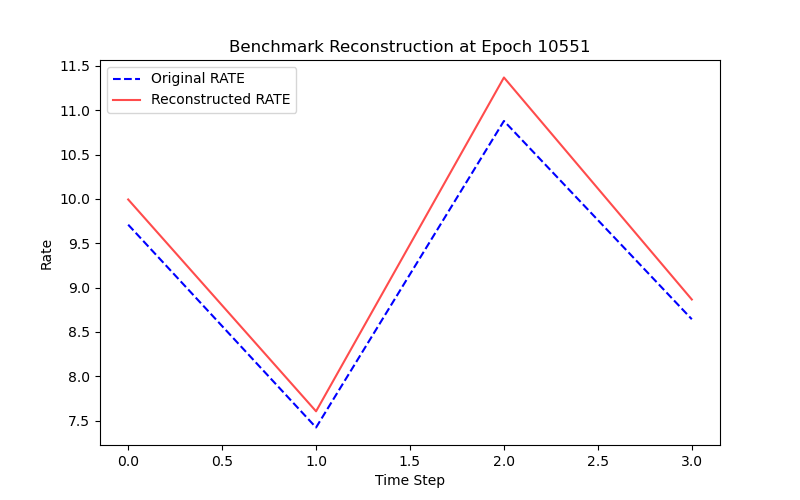 Benchmark Reconstruction at Epoch 10551
Original RATE
Reconstructed RATE
11.5
11.0
10.5
10.0
9.5
9.0
8.5
8.0
7.5
Rate
0.0 0.5 1.0 1.5 2.0 2.5 3.0
Time Step